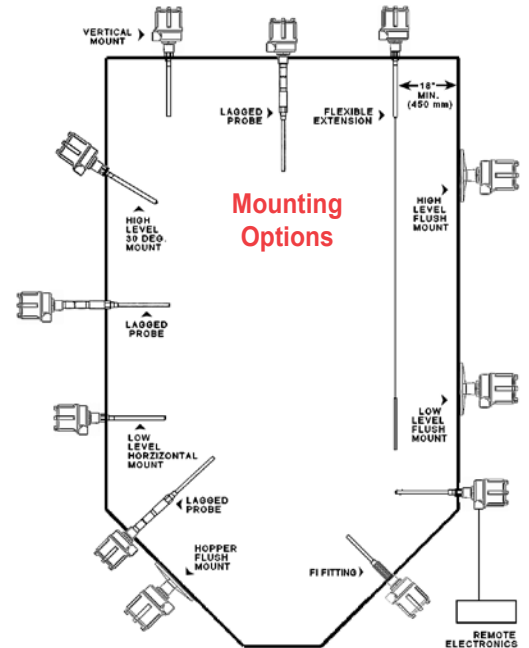 VERTICAL
MOUNT
LAGGED
PROBE
FLEXIBLE
EXTENSION
18"
MIN.
(450 mm)
Mounting
Options
HIGH
LEVEL
30 DEG.
MOUNT
HIGH
LEVEL
FLUSH
MOUNT
LAGGED
PROBE
LOW
LEVEL
HORZIZONTAL
MOUNT
LOW
LEVEL
FLUSH
MOUNT
LAGGED
PROBE
HOPPER
FLUSH
MOUNT
FI FITTING
REMOTE
ELECTRONICS